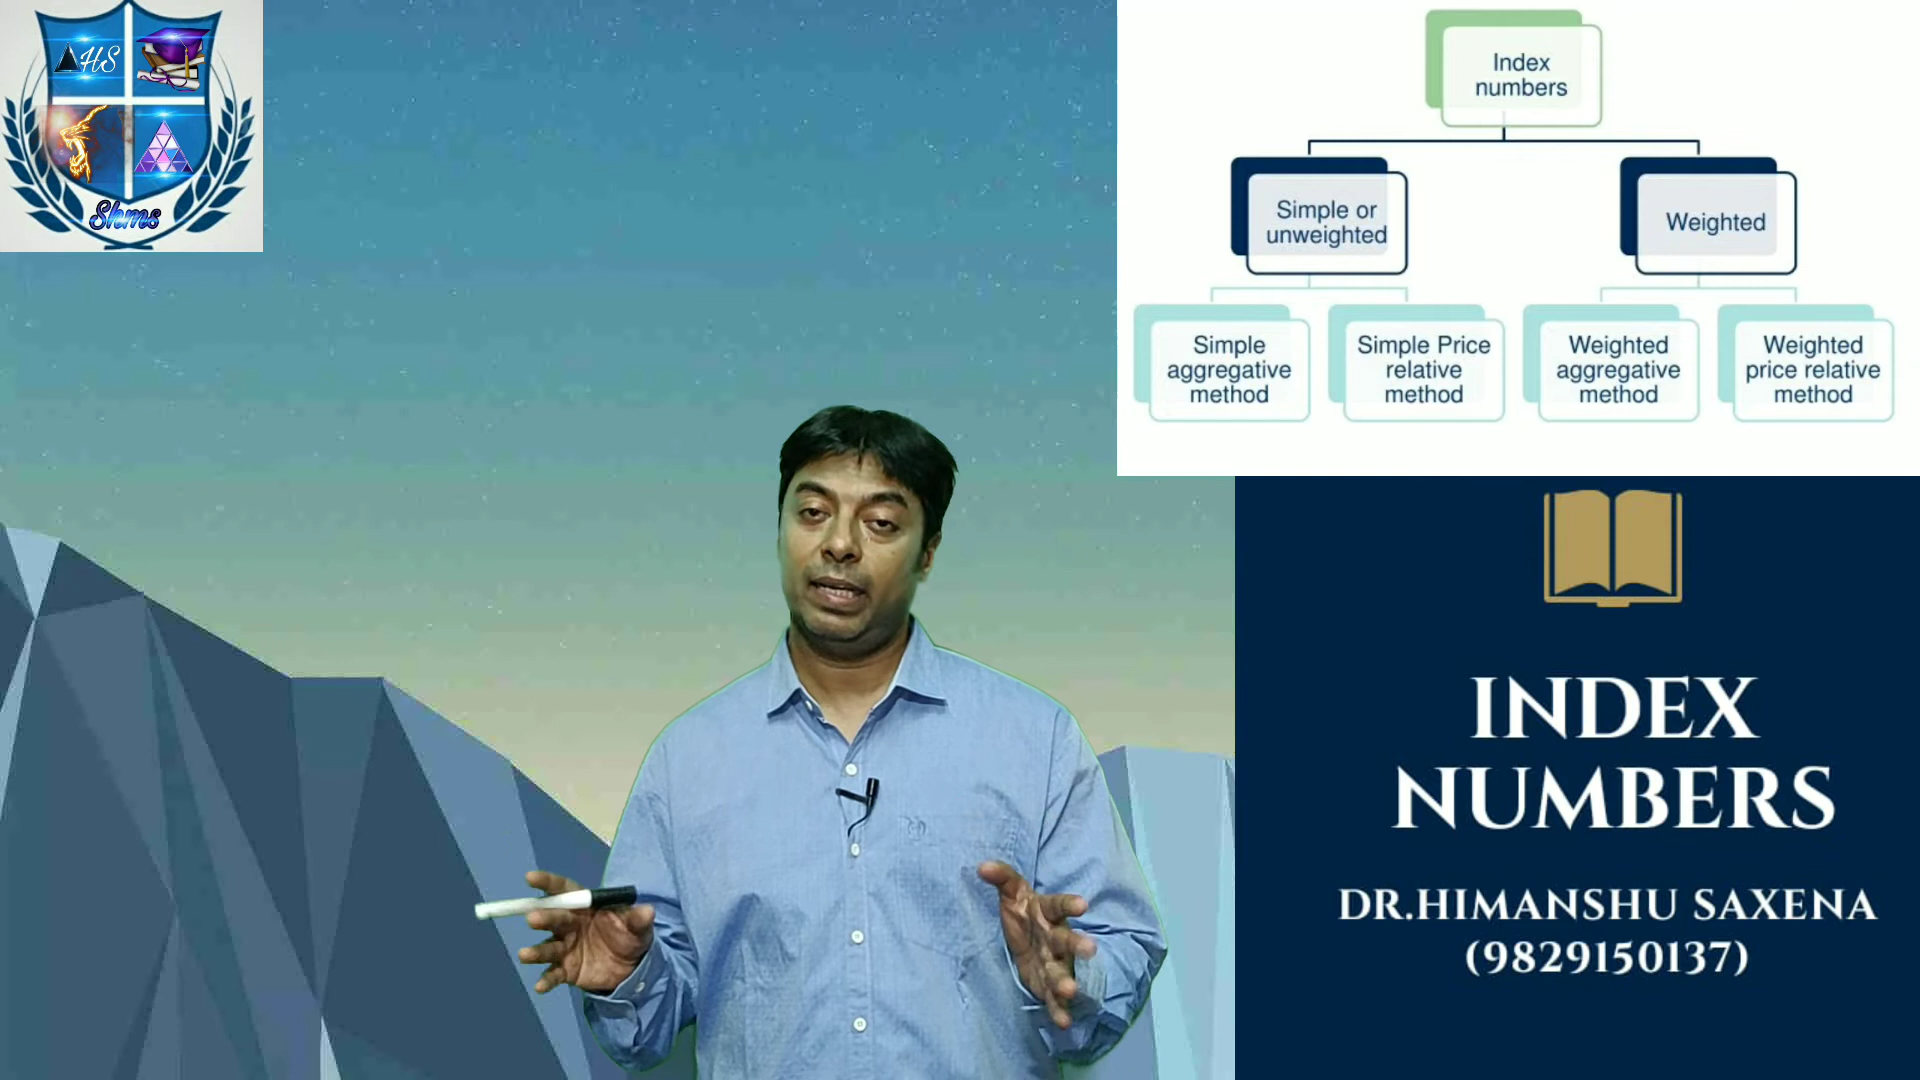 AHS
Shms
Index
numbers
Simple or
unweighted
Weighted
Simple
aggregative
method
Simple Price
relative
method
Weighted
aggregative
method
Weighted
price relative
method
INDEX
NUMBERS
DR.HIMANSHU SAXENA
(9829150137)